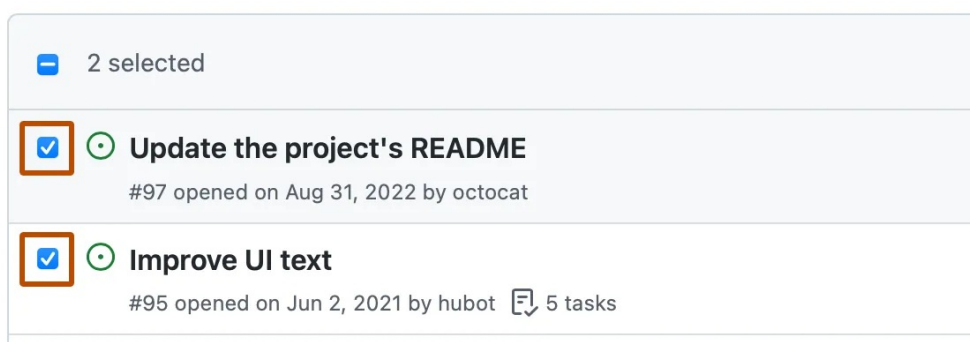 2 selected
Update the project's README
#97 opened on Aug 31, 2022 by octocat
Improve UI text
#95 opened on Jun 2, 2021 by hubot 5 tasks